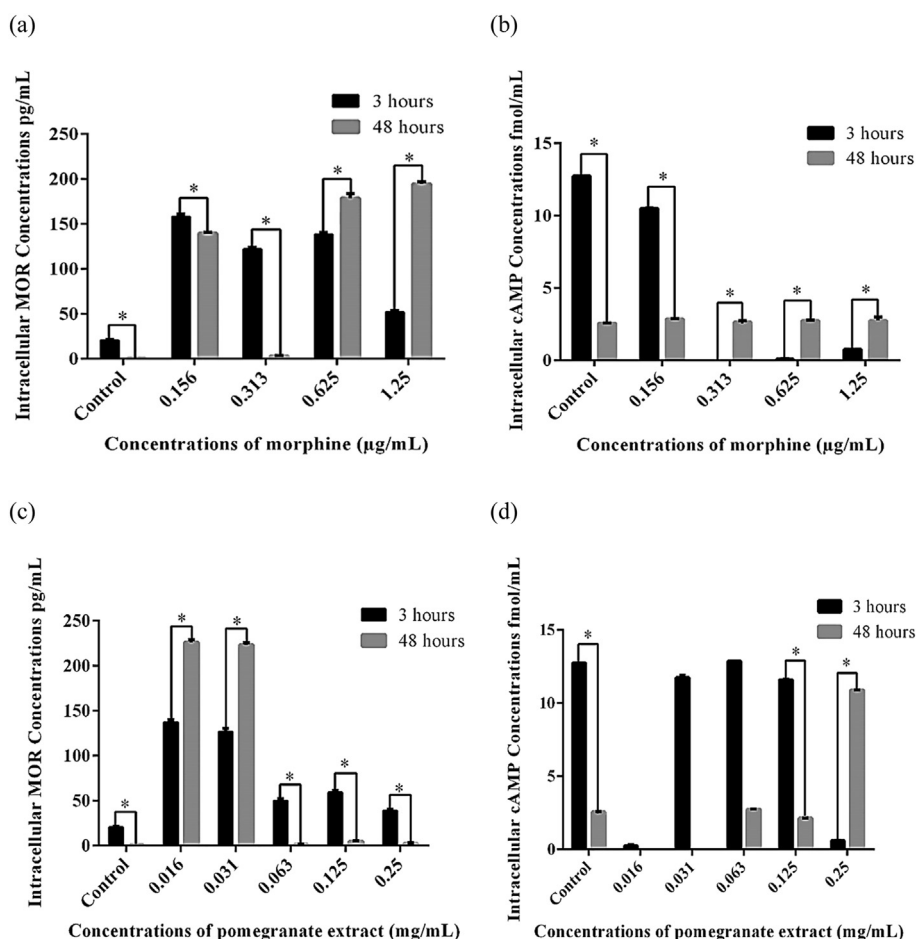 (a)
Intracellular MOR Concentrations pg/mL
3 hours
48 hours
250
200
150
100
50
0
*
*
*
*
*
Control
0.156
0.313
0.625
1.25
Concentrations of morphine (µg/mL)
(b)
Intracellular cAMP Concentrations fmol/mL
3 hours
48 hours
15
10
5
0
*
*
*
*
*
Control
0.156
0.313
0.625
1.25
Concentrations of morphine (µg/mL)
(c)
Intracellular MOR Concentrations pg/mL
3 hours
48 hours
250
200
150
100
50
0
*
*
*
*
*
*
Control
0.016
0.031
0.063
0.125
0.25
Concentrations of pomegranate extract (mg/mL)
(d)
Intracellular cAMP Concentrations fmol/mL
3 hours
48 hours
15
10
5
0
*
*
*
Control
0.016
0.031
0.063
0.125
0.25
Concentrations of pomegranate extract (mg/mL)